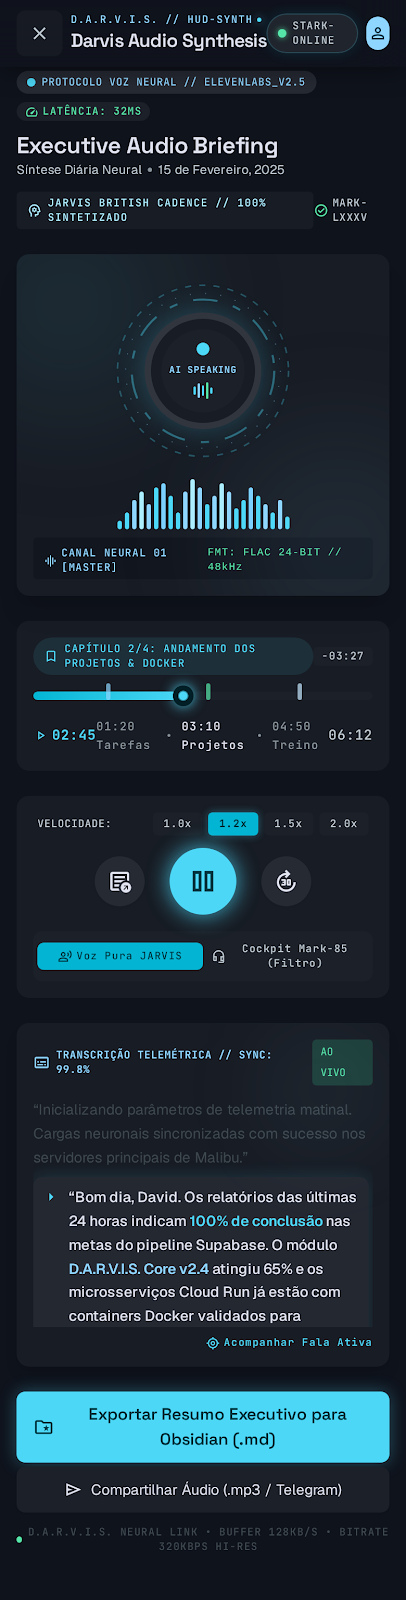 D.A.R.V.I.S. // HUD-SYNTH
Darvis Audio Synthesis
STARK-
ONLINE
PROTOCOLO VOZ NEURAL // ELEVENLABS_V2.5
LATÊNCIA: 32MS
Executive Audio Briefing
Síntese Diária Neural • 15 de Fevereiro, 2025
JARVIS BRITISH CADENCE // 100%
SINTETIZADO
MARK-
LXXXV
AI SPEAKING
CANAL NEURAL 01
[MASTER]
FMT: FLAC 24-BIT //
48kHz
CAPÍTULO 2/4: ANDAMENTO DOS
PROJETOS & DOCKER
-03:27
02:45
01:20
Tarefas
•
03:10
Projetos
•
04:50
Treino
06:12
VELOCIDADE:
1.0x
1.2x
1.5x
2.0x
30
Voz Pura JARVIS
Cockpit Mark-85
(Filtro)
TRANSCRIÇÃO TELEMÉTRICA // SYNC:
99.8%
AO
VIVO
“Inicializando parâmetros de telemetria matinal.
Cargas neuronais sincronizadas com sucesso nos
servidores principais de Malibu.”
“Bom dia, David. Os relatórios das últimas
24 horas indicam 100% de conclusão nas
metas do pipeline Supabase. O módulo
D.A.R.V.I.S. Core v2.4 atingiu 65% e os
microsserviços Cloud Run já estão com
containers Docker validados para
Acompanhar Fala Ativa
Exportar Resumo Executivo para
Obsidian (.md)
Compartilhar Áudio (.mp3 / Telegram)
D.A.R.V.I.S. NEURAL LINK • BUFFER 128KB/S • BITRATE
320KBPS HI-RES